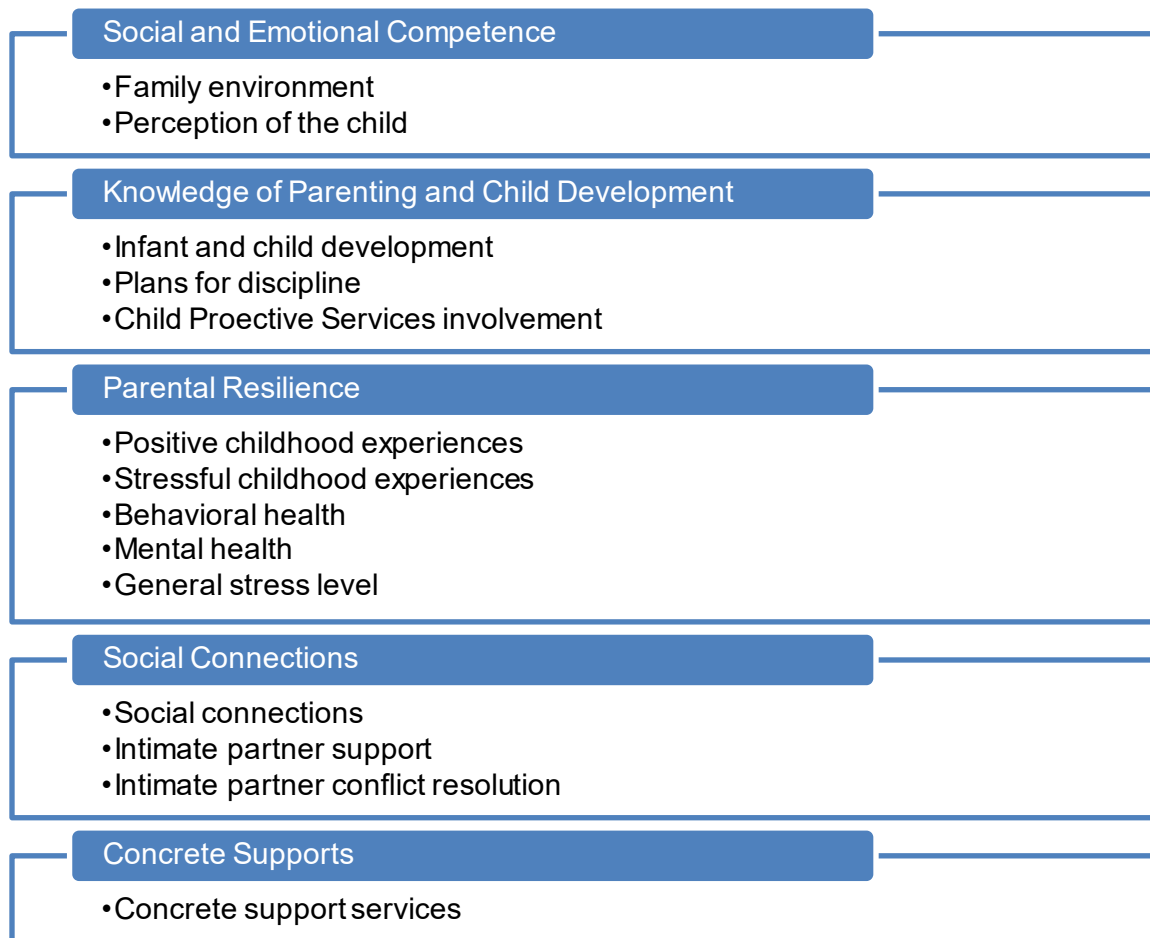 Social and Emotional Competence
•Family environment
•Perception of the child
Knowledge of Parenting and Child Development
•Infant and child development
•Plans for discipline
•Child Proective Services involvement
Parental Resilience
•Positive childhood experiences
•Stressful childhood experiences
•Behavioral health
•Mental health
•General stress level
Social Connections
•Social connections
•Intimate partner support
•Intimate partner conflict resolution
Concrete Supports
•Concrete support services